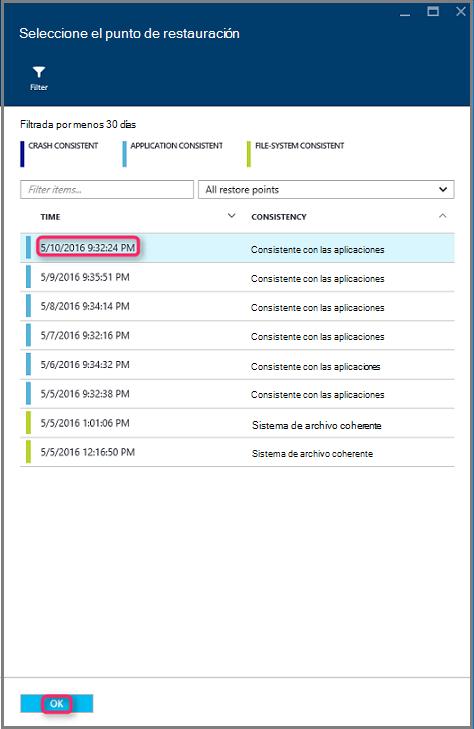 Seleccione el punto de restauración
Filter
Filtrada por menos 30 días
CRASH CONSISTENT APPLICATION CONSISTENT FILE-SYSTEM CONSISTENT
Filter items... All restore points
TIME CONSISTENCY
5/10/2016 9:32:24 PM Consistente con las aplicaciones
5/9/2016 9:35:51 PM Consistente con las aplicaciones
5/8/2016 9:34:14 PM Consistente con las aplicaciones
5/7/2016 9:32:16 PM Consistente con las aplicaciones
5/6/2016 9:34:32 PM Consistente con las aplicaciones
5/5/2016 9:32:38 PM Consistente con las aplicaciones
5/5/2016 1:01:06 PM Sistema de archivo coherente
5/5/2016 12:16:50 PM Sistema de archivo coherente
OK